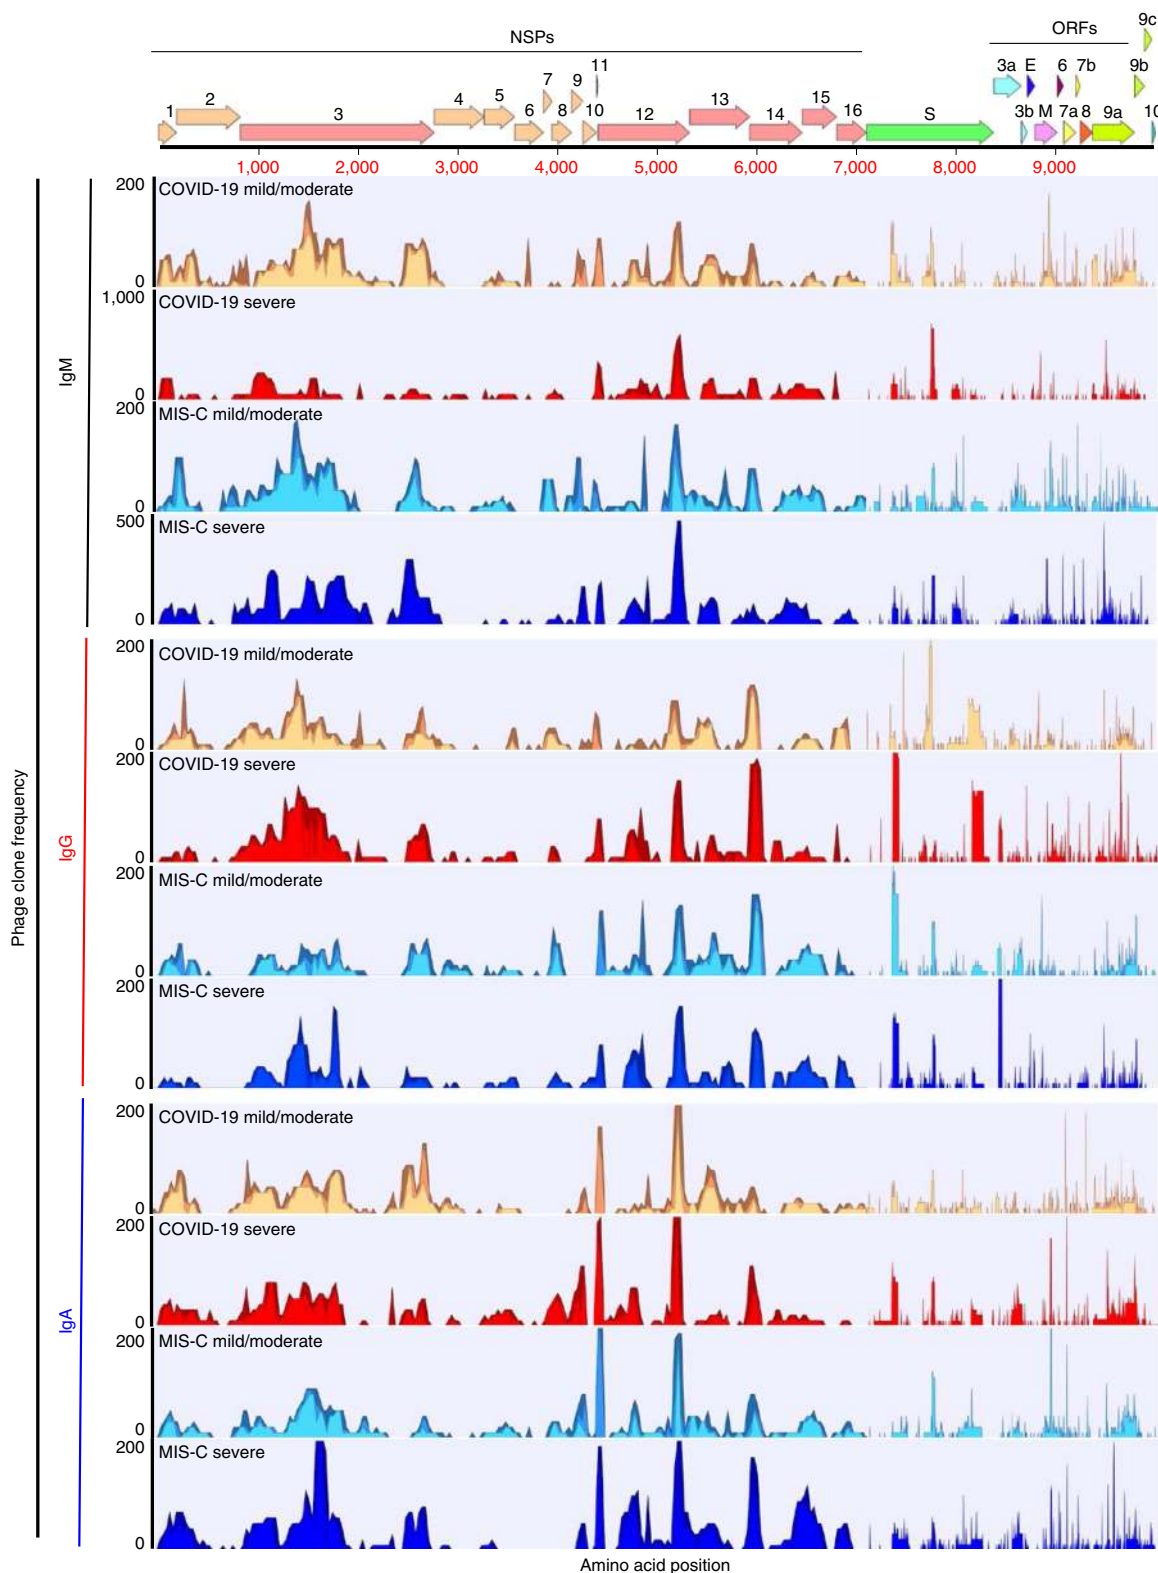 9c
NSPs
ORFs
11
3a E 6 7b 9b
7 9
1 2 3 4 5 6 8 10 12 13 14 15 16 S 3b M 7a 8 9a 10
1,000 2,000 3,000 4,000 5,000 6,000 7,000 8,000 9,000
Phage clone frequency
IgM
200
COVID-19 mild/moderate
0
1,000
COVID-19 severe
0
200
MIS-C mild/moderate
0
500
MIS-C severe
0
IgG
200
COVID-19 mild/moderate
0
200
COVID-19 severe
0
200
MIS-C mild/moderate
0
200
MIS-C severe
0
IgA
200
COVID-19 mild/moderate
0
200
COVID-19 severe
0
200
MIS-C mild/moderate
0
200
MIS-C severe
0
Amino acid position